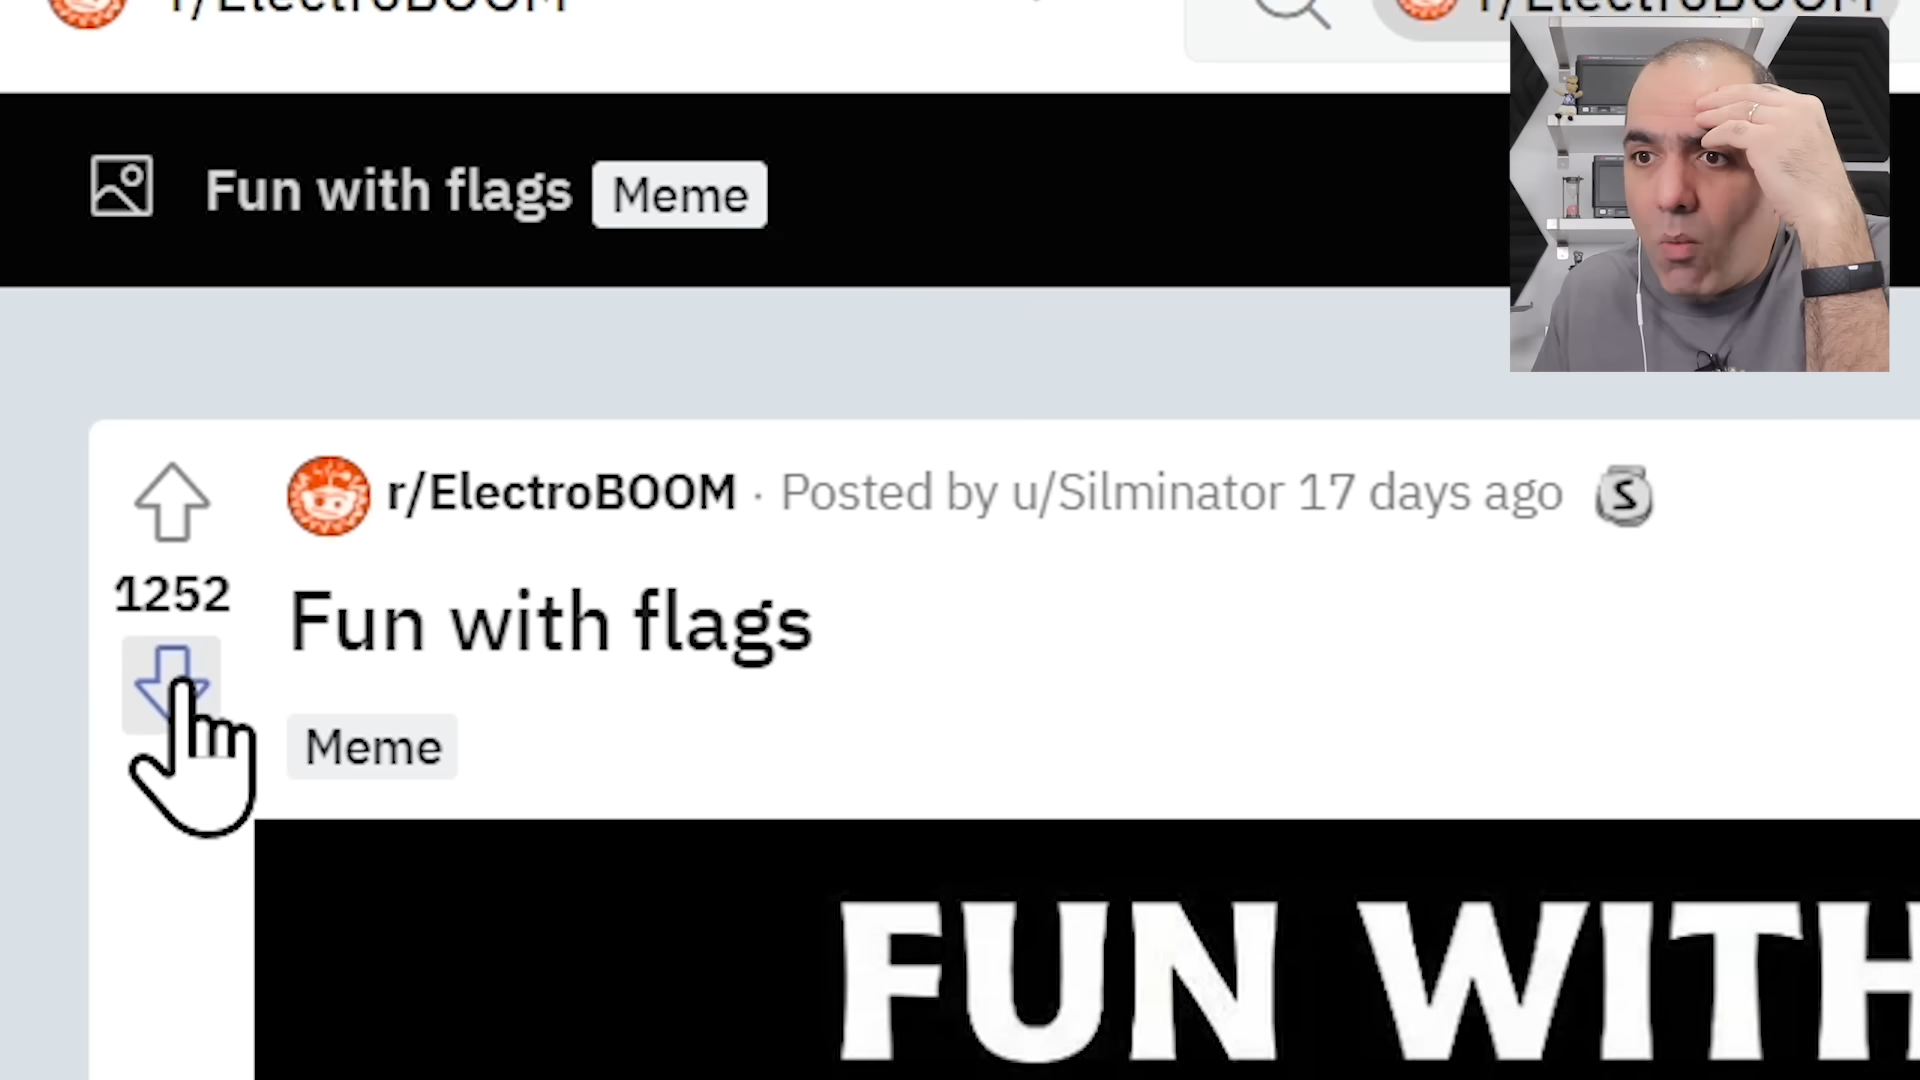 r/ElectroBOOM r/ElectroBOOM
Fun with flags Meme
r/ElectroBOOM · Posted by u/Silminator 17 days ago S
1252
Fun with flags
Meme
FUN WITH